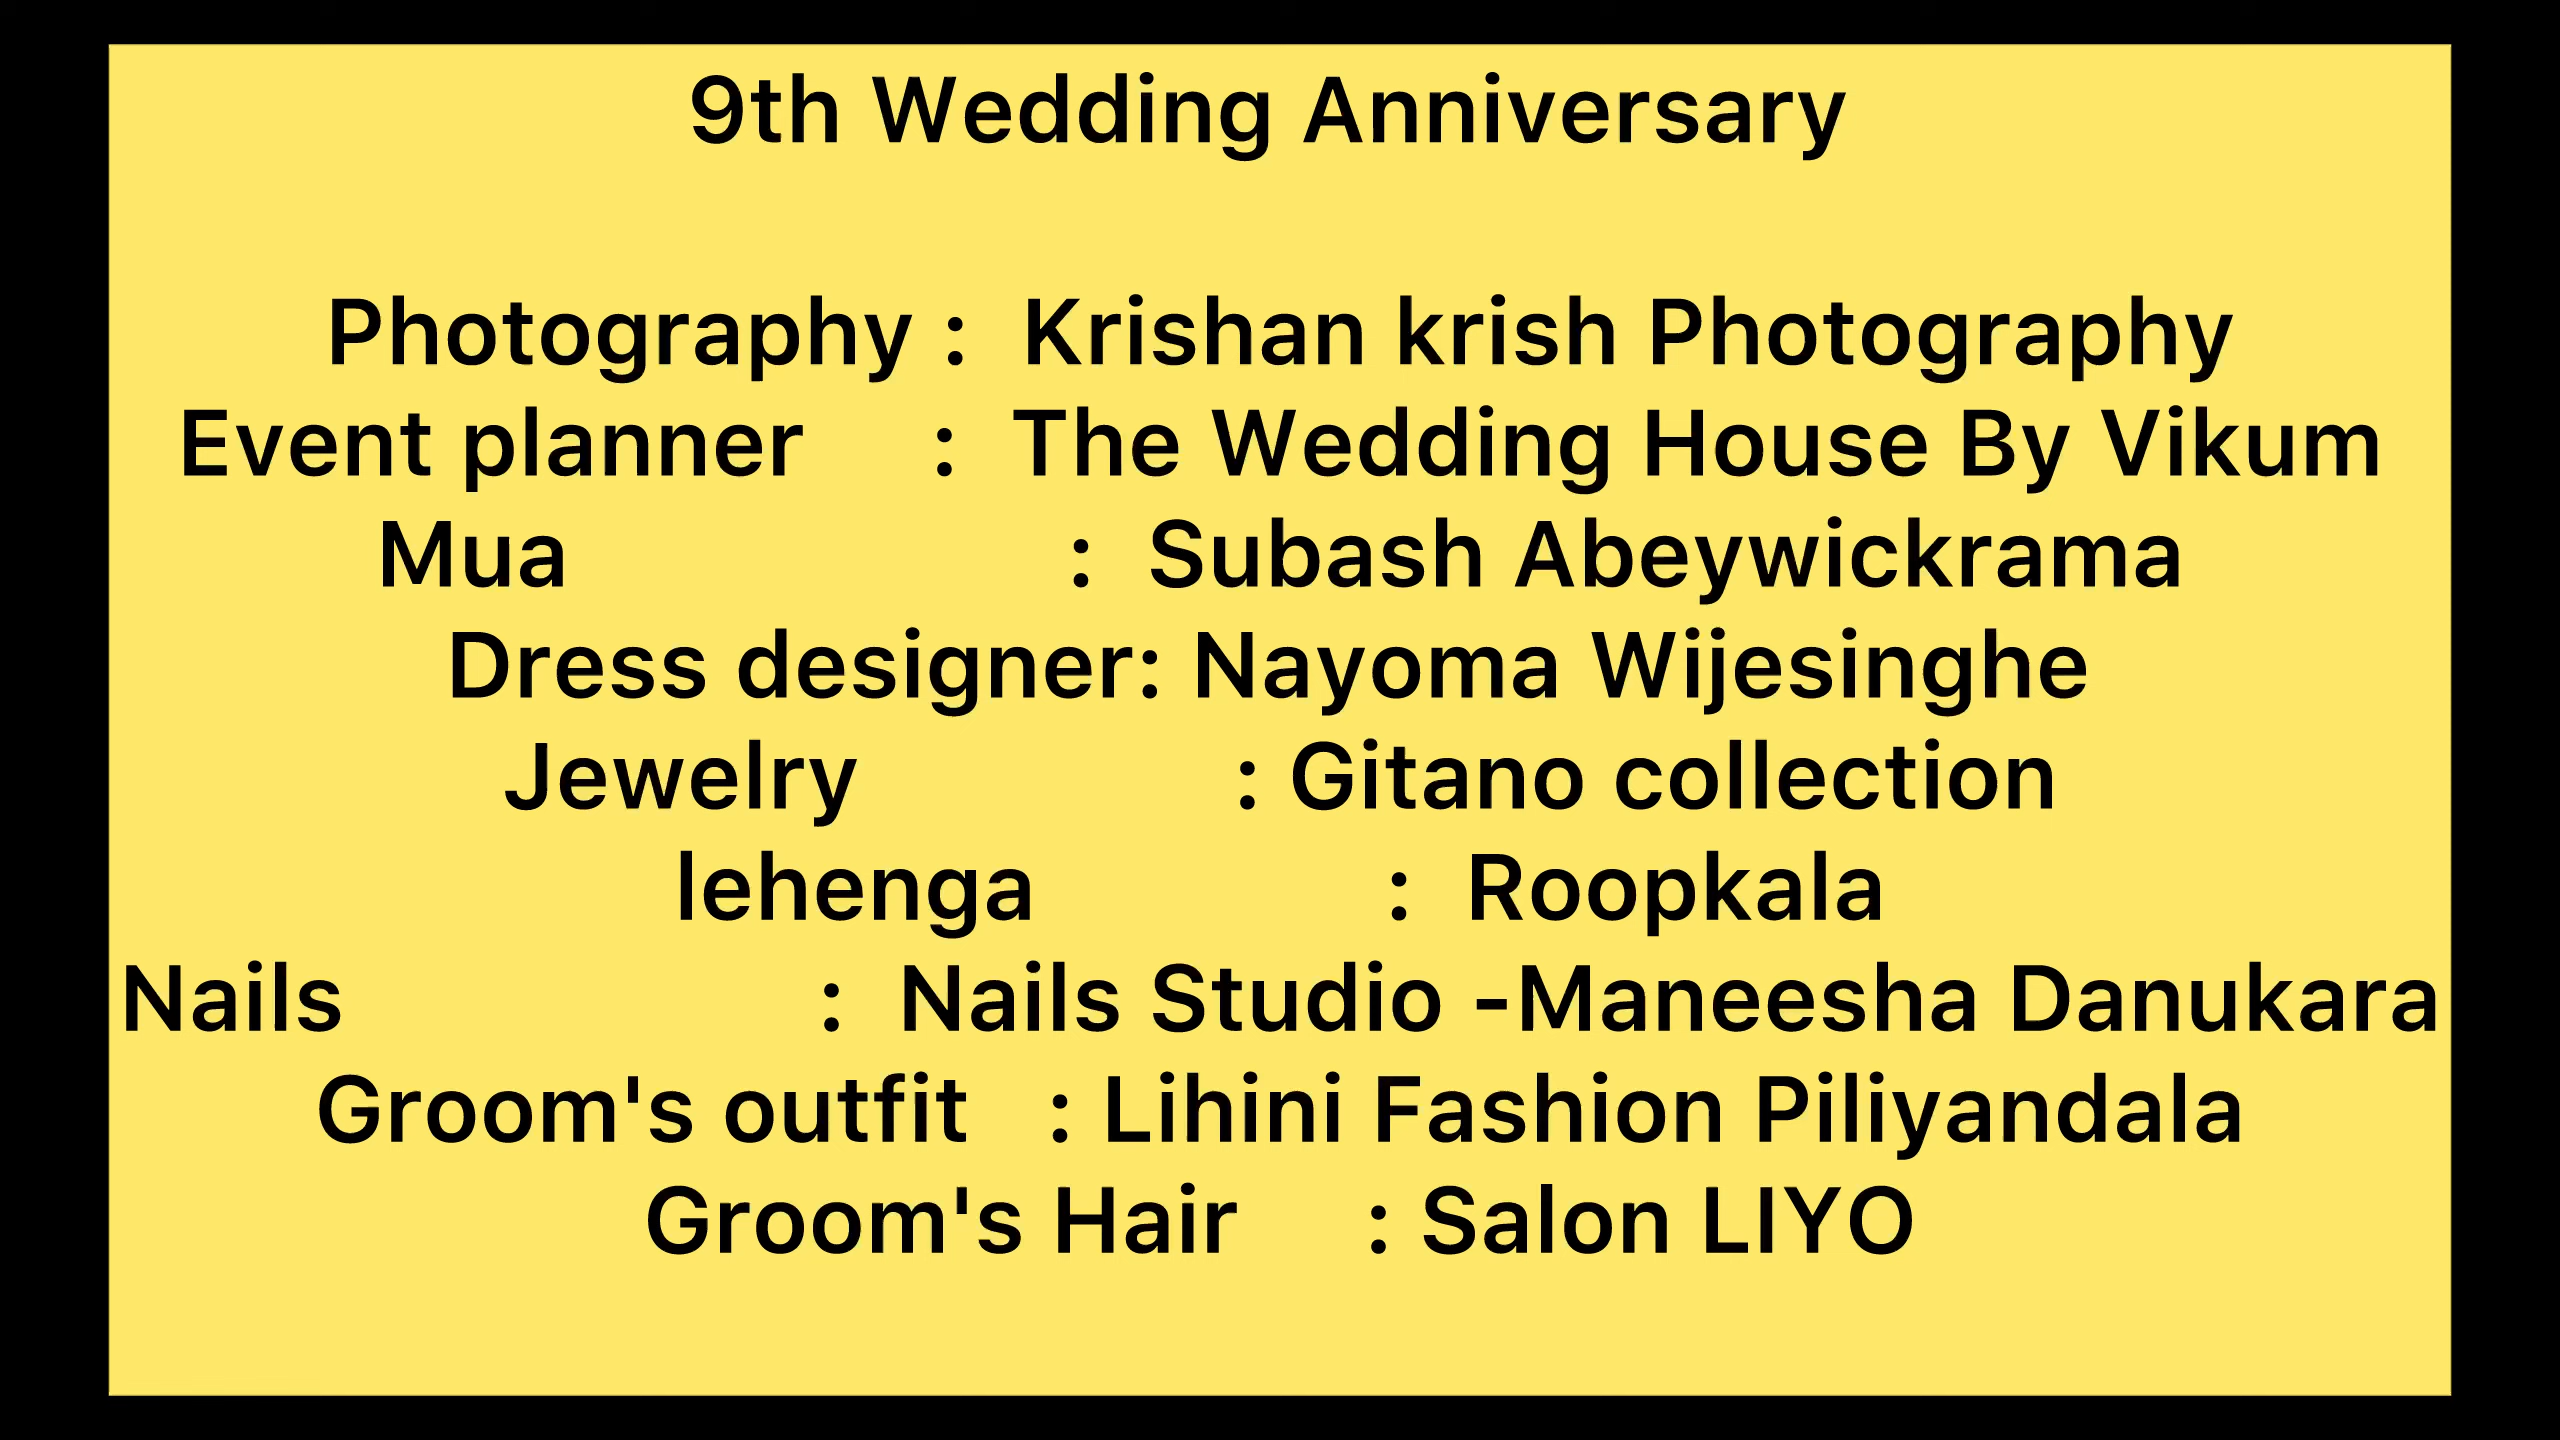 9th Wedding Anniversary
Photography : Krishan krish Photography
Event planner : The Wedding House By Vikum
Mua : Subash Abeywickrama
Dress designer: Nayoma Wijesinghe
Jewelry : Gitano collection
lehenga : Roopkala
Nails : Nails Studio -Maneesha Danukara
Groom's outfit : Lihini Fashion Piliyandala
Groom's Hair : Salon LIYO